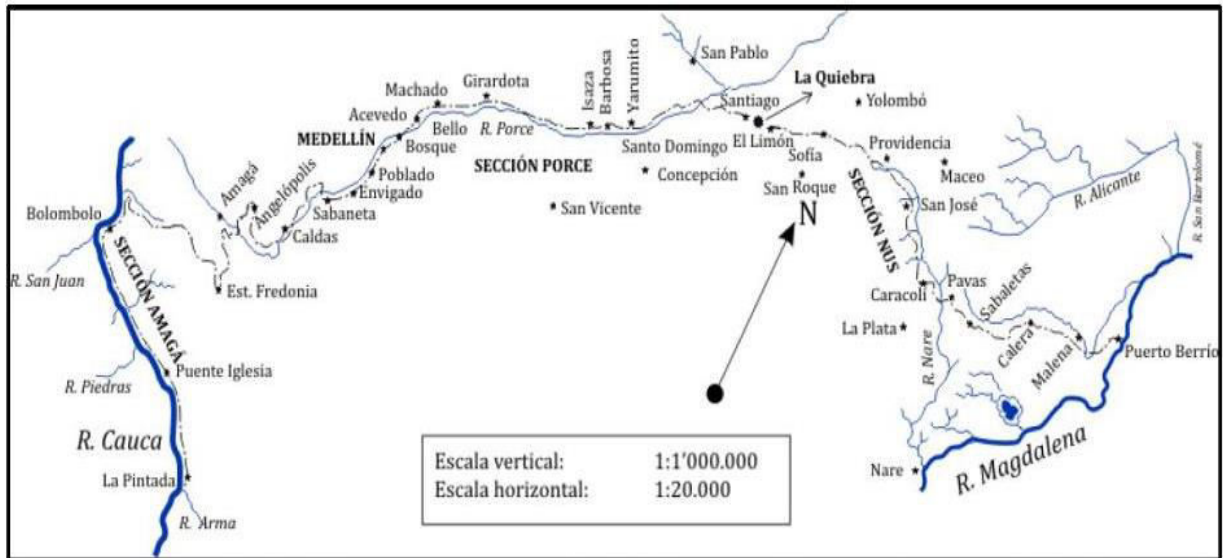 San Pablo
La Quiebra
Yolombó
Isaza
Barbosa
Yarumito
Santiago
Girardota
Machado
Acevedo
Bello
R. Porce
MEDELLÍN
Bosque
SECCIÓN PORCE
Santo Domingo
El Limón
Sofía
Providencia
Maceo
Poblado
Concepción
San Roque
Envigado
Sabaneta
San Vicente
N
San José
R. Alicante
R. San Bartolomé
SECCIÓN NUS
Amagá
Angelópolis
Caldas
Bolombolo
R. San Juan
SECCIÓN AMAGÁ
Est. Fredonia
Caracolí
Pavas
Sabaletas
La Plata
Calera
Malena
Puerto Berrío
R. Nare
Puente Iglesia
R. Piedras
R. Cauca
La Pintada
R. Arma
Nare
R. Magdalena
Escala vertical: 1:1'000.000
Escala horizontal: 1:20.000